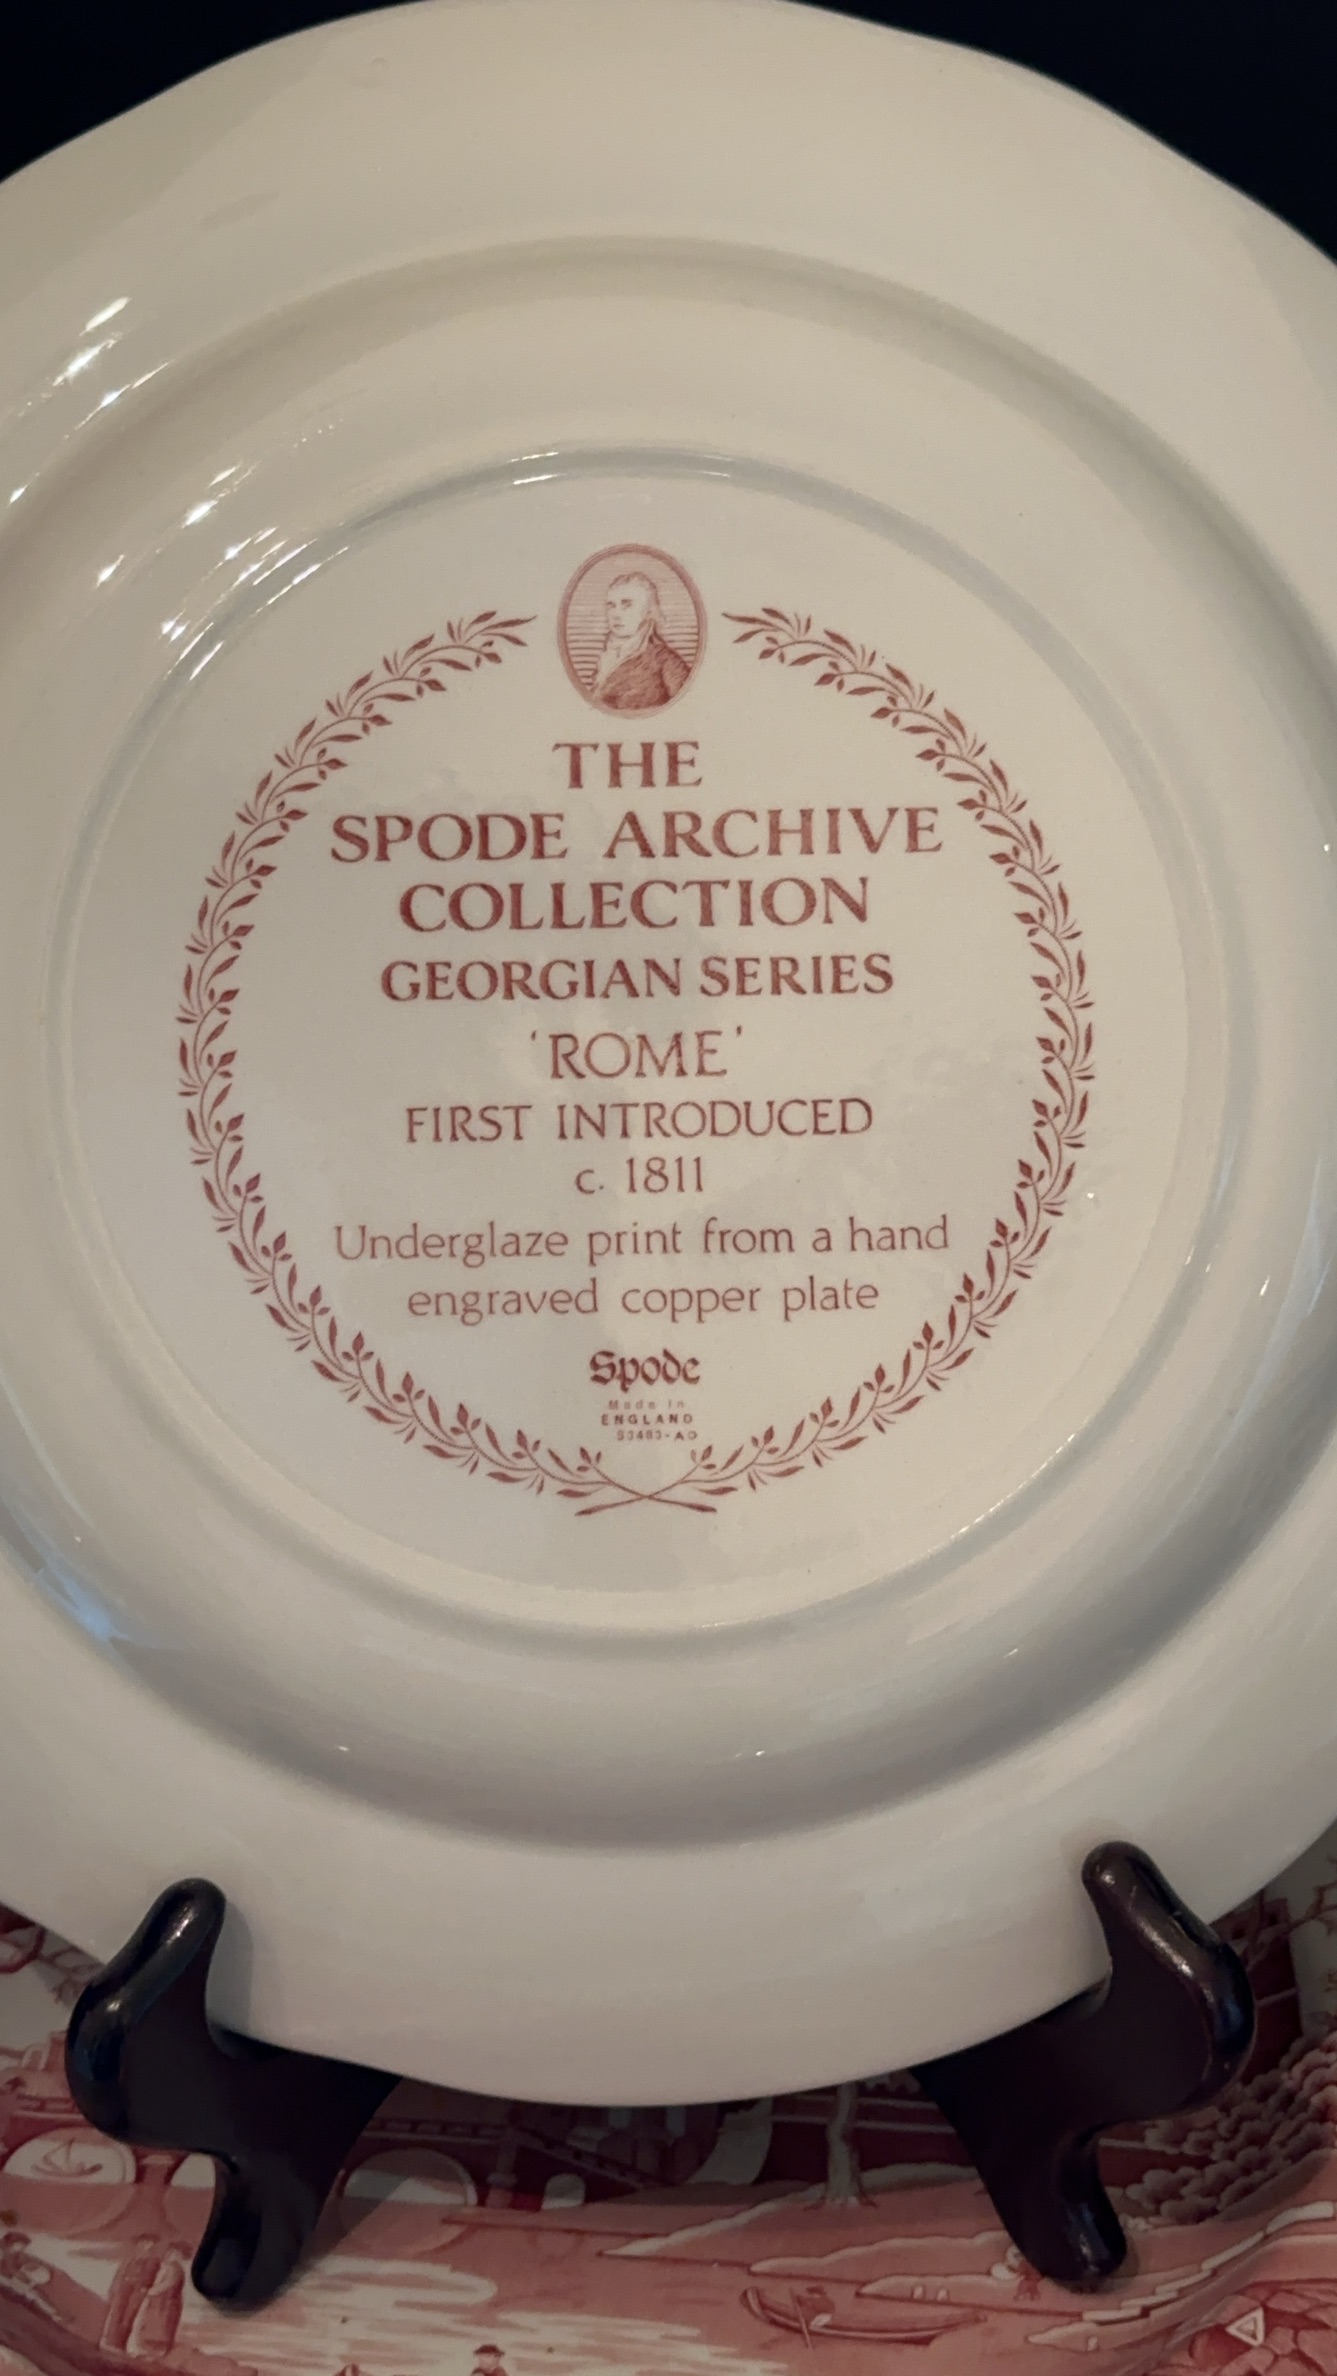 THE
SPODE ARCHIVE
COLLECTION
GEORGIAN SERIES
'ROME'
FIRST INTRODUCED
c. 1811
Underglaze print from a hand
engraved copper plate
Spode
Made in
ENGLAND